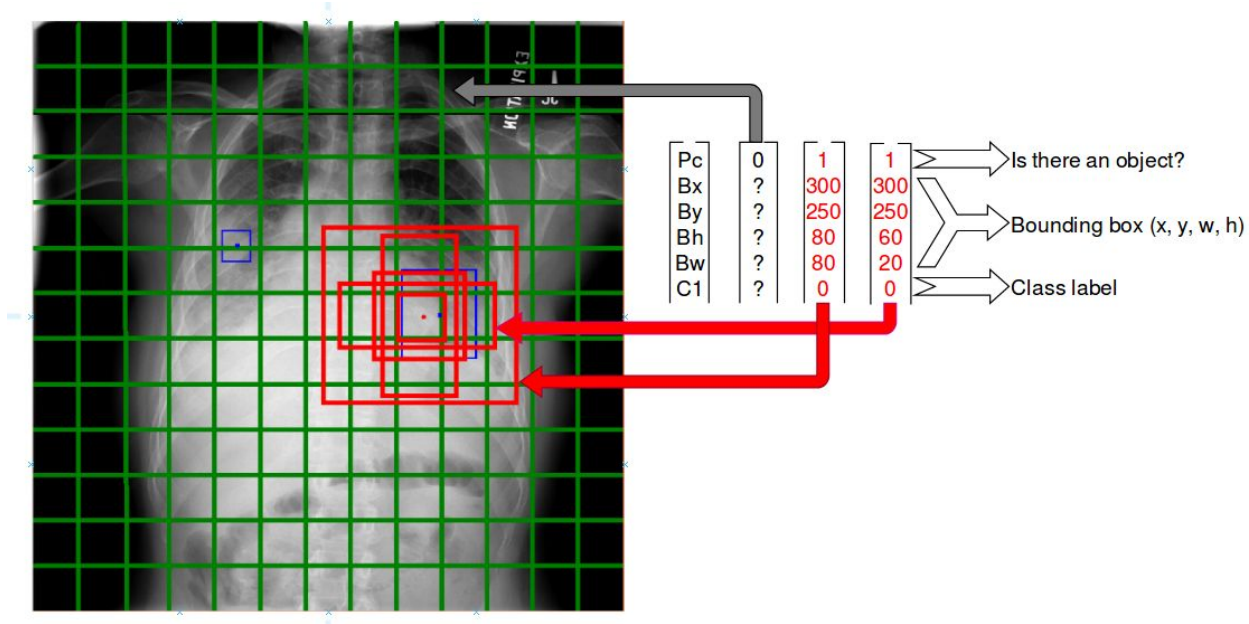 Pc 0 1 1 Is there an object?
Bx ? 300 300
By ? 250 250
Bounding box (x, y, w, h)
Bh ? 80 60
Bw ? 80 20
C1 ? 0 0 Class label